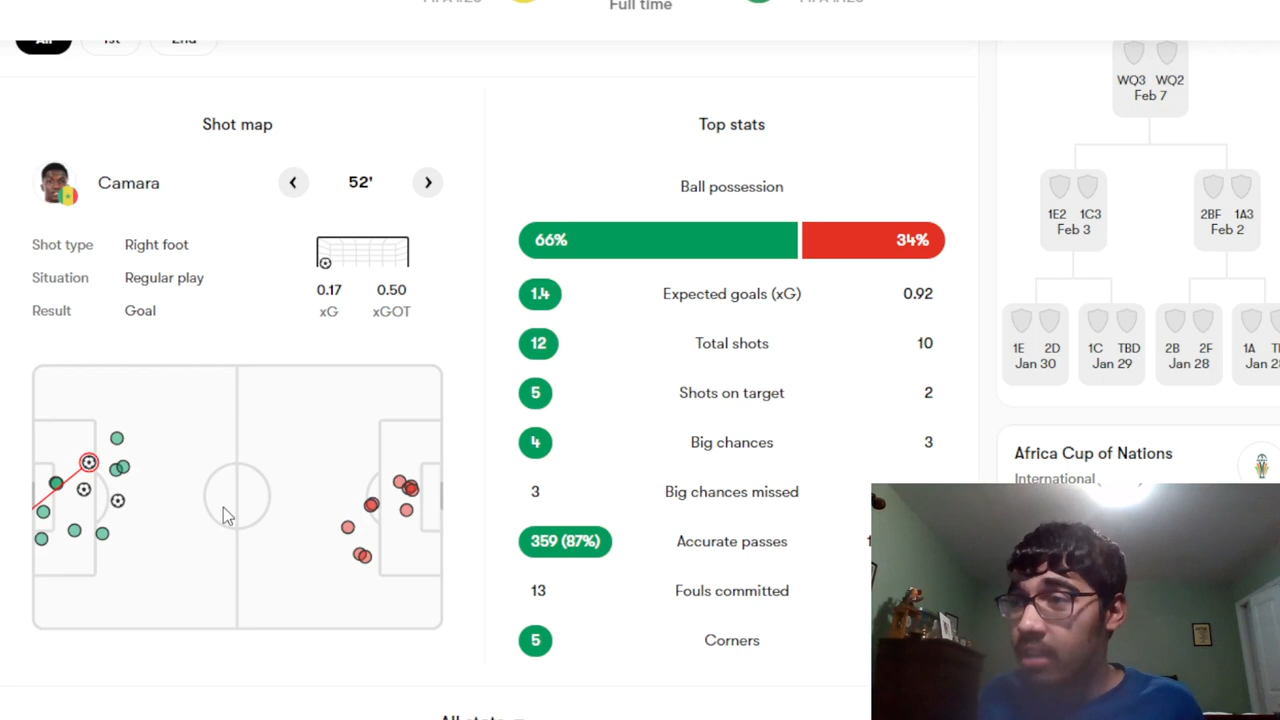 Full time
All
1st
2nd
Shot map
Camara
52'
Shot type Right foot
Situation Regular play
Result Goal
0.17 0.50
xG xGOT
Top stats
Ball possession
66% 34%
1.4 Expected goals (xG) 0.92
12 Total shots 10
5 Shots on target 2
4 Big chances 3
3 Big chances missed
359 (87%) Accurate passes
13 Fouls committed
5 Corners
WQ3 WQ2
Feb 7
1E2 1C3
Feb 3
2BF 1A3
Feb 2
1E 2D
Jan 30
1C TBD
Jan 29
2B 2F
Jan 28
1A
Africa Cup of Nations
International